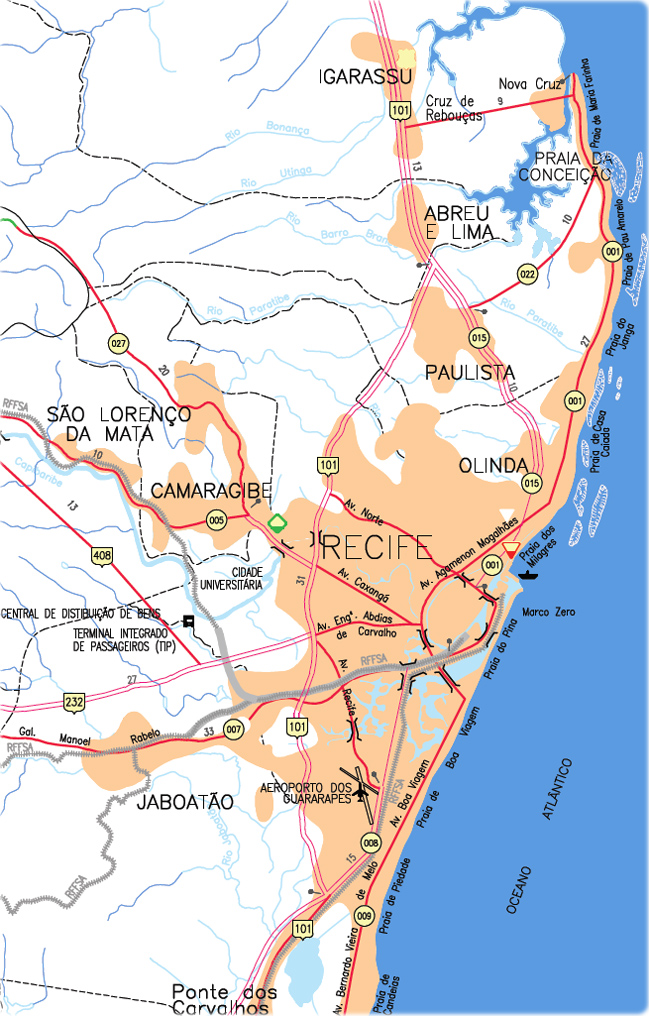 IGARASSU
Nova Cruz
9
Cruz de
Rebouças
101
Praia de Maria Farinha
Rio Bonança
13
PRAIA DA
CONCEIÇÃO
Rio Utinga
ABREU
E LIMA
10
Praia de Pau Amarelo
Rio Barro Branco
001
022
Rio Paratibe
Rio Paratibe
027
015
27
Praia do
Janga
20
PAULISTA
10
RFFSA
SÃO LORENÇO
DA MATA
001
Praia de Casa
Caiada
10
Capibaribe
101
OLINDA
015
13
CAMARAGIBE
005
Av. Norte
RECIFE
Av. Agamenon Magalhães
Praia dos
Milagres
001
408
31
CIDADE
UNIVERSITÁRIA
Av. Caxangá
Marco Zero
CENTRAL DE DISTIBUIÇÃO DE BENS
TERMINAL INTEGRADO
DE PASSAGEIROS (TIP)
Av. Engº. Abdias
de Carvalho
Praia do Pina
27
RFFSA
232
Av. Recife
101
007
33
Gal. Manoel Rabelo
RFFSA
Praia de Boa Viagem
Av. Boa Viagem
RFFSA
AEROPORTO DOS
GUARARAPES
JABOATÃO
OCEANO ATLÂNTICO
Rio Jaboatão
008
15
RFFSA
Praia de Piedade
009
101
Av. Bernardo Vieira de Melo
Praia de
Candeias
Ponte dos
Carvalhos